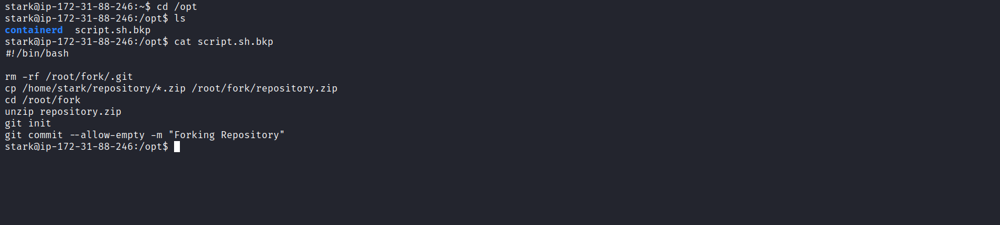 stark@ip-172-31-88-246:~$ cd /opt
stark@ip-172-31-88-246:/opt$ ls
containerd  script.sh.bkp
stark@ip-172-31-88-246:/opt$ cat script.sh.bkp
#!/bin/bash

rm -rf /root/fork/.git
cp /home/stark/repository/*.zip /root/fork/repository.zip
cd /root/fork
unzip repository.zip
git init
git commit --allow-empty -m "Forking Repository"
stark@ip-172-31-88-246:/opt$